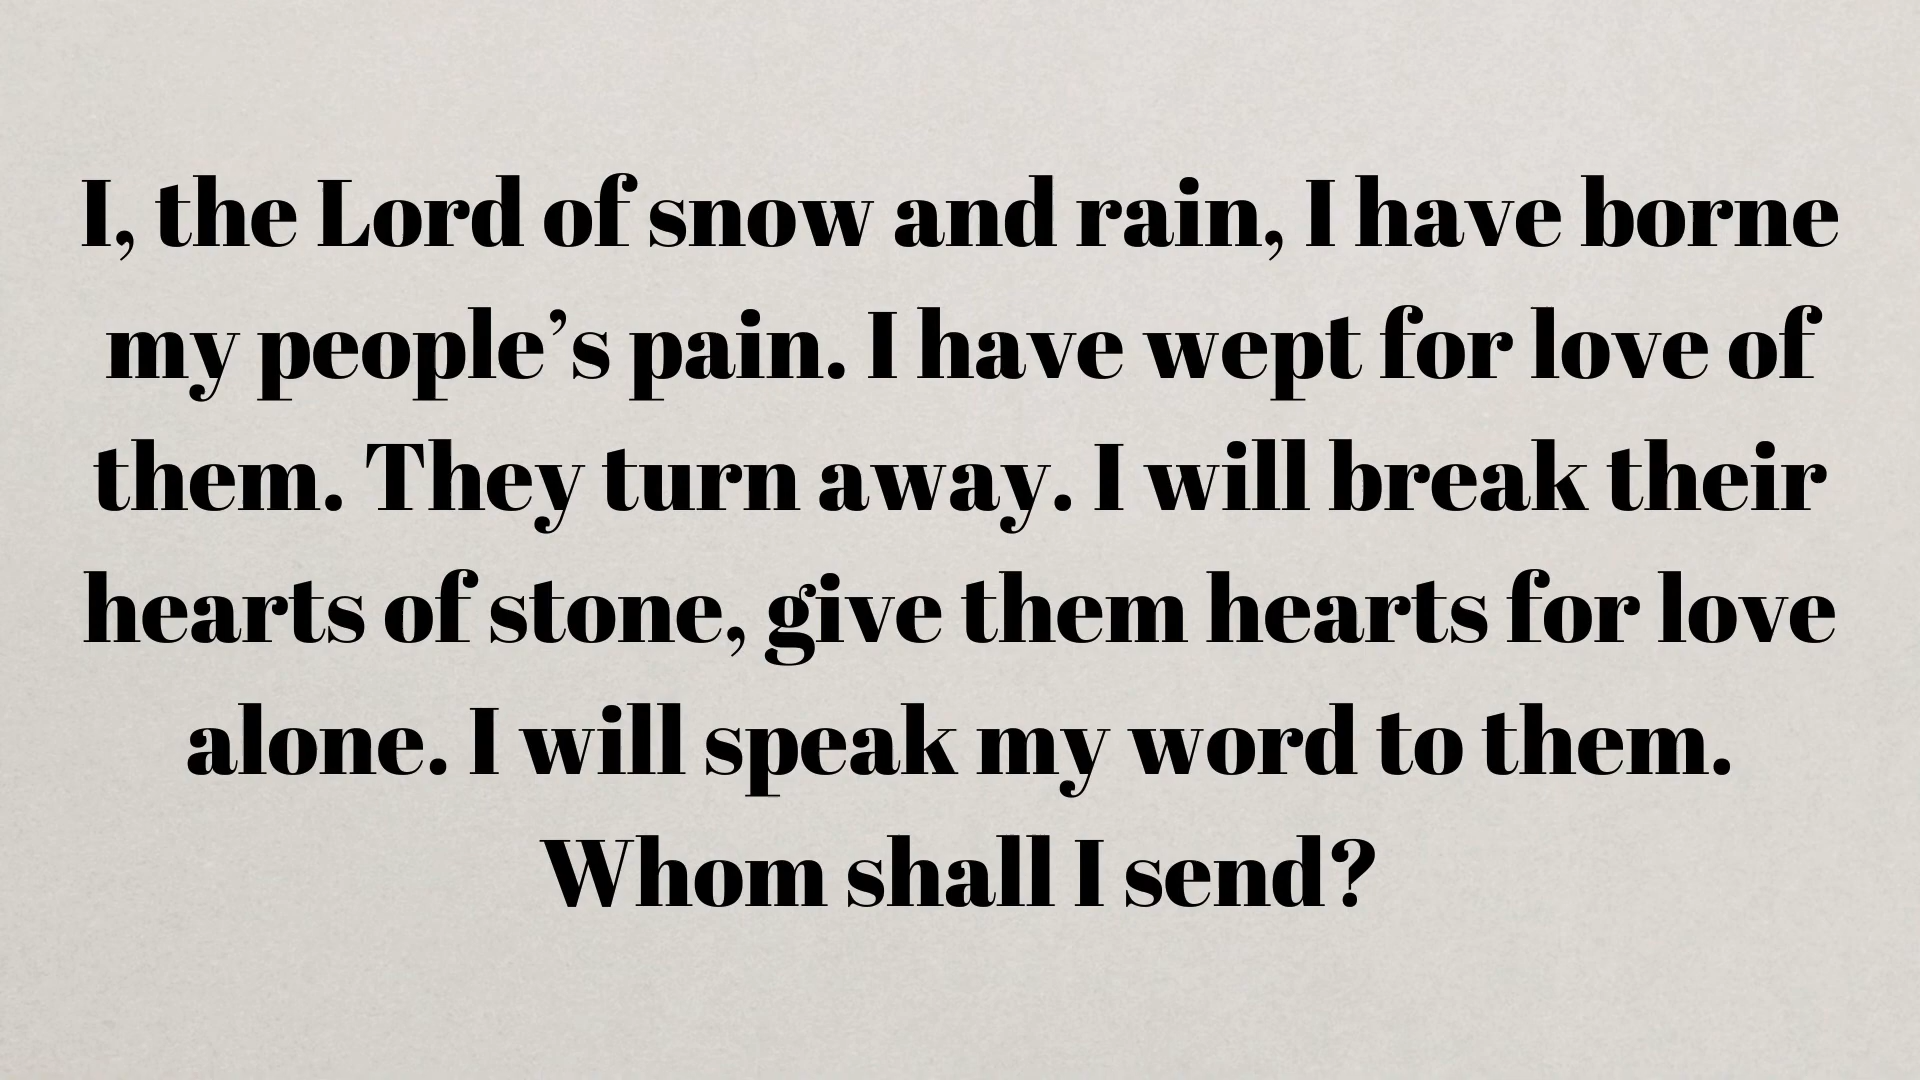 I, the Lord of snow and rain, I have borne
my people’s pain. I have wept for love of
them. They turn away. I will break their
hearts of stone, give them hearts for love
alone. I will speak my word to them.
Whom shall I send?